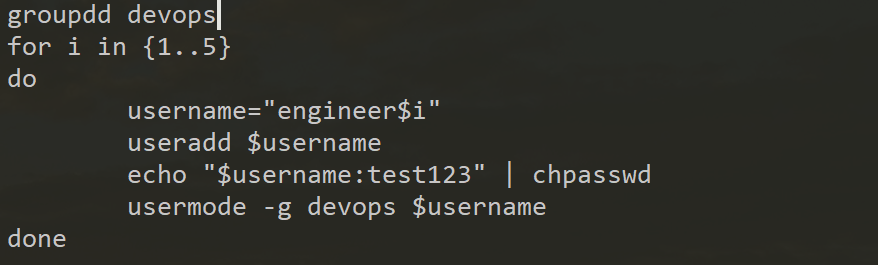 groupdd devops
for i in {1..5}
do
        username="engineer$i"
        useradd $username
        echo "$username:test123" | chpasswd
        usermode -g devops $username
done